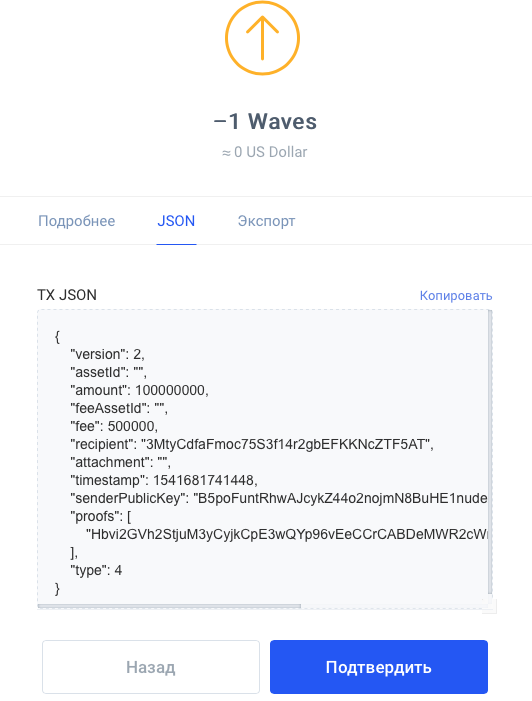 –1 Waves
≈ 0 US Dollar
Подробнее JSON Экспорт
TX JSON Копировать
{
"version": 2,
"assetId": "",
"amount": 100000000,
"feeAssetId": "",
"fee": 500000,
"recipient": "3MtyCdfaFmoc75S3f14r2gbEFKKNcZTF5AT",
"attachment": "",
"timestamp": 1541681741448,
"senderPublicKey": "B5poFuntRhwAJcykZ44o2nojmN8BuHE1nude
"proofs": [
"Hbvi2GVh2StjuM3yCyjkCpE3wQYp96vEeCCrCABDeMWR2cW
],
"type": 4
}
Назад Подтвердить